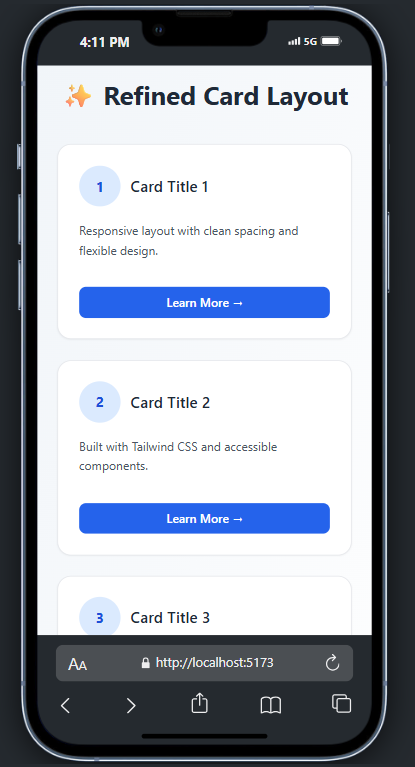 4:11 PM
5G
✨ Refined Card Layout
1
Card Title 1
Responsive layout with clean spacing and
flexible design.
Learn More →
2
Card Title 2
Built with Tailwind CSS and accessible
components.
Learn More →
3
Card Title 3
AA
http://localhost:5173